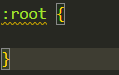 :root {
}